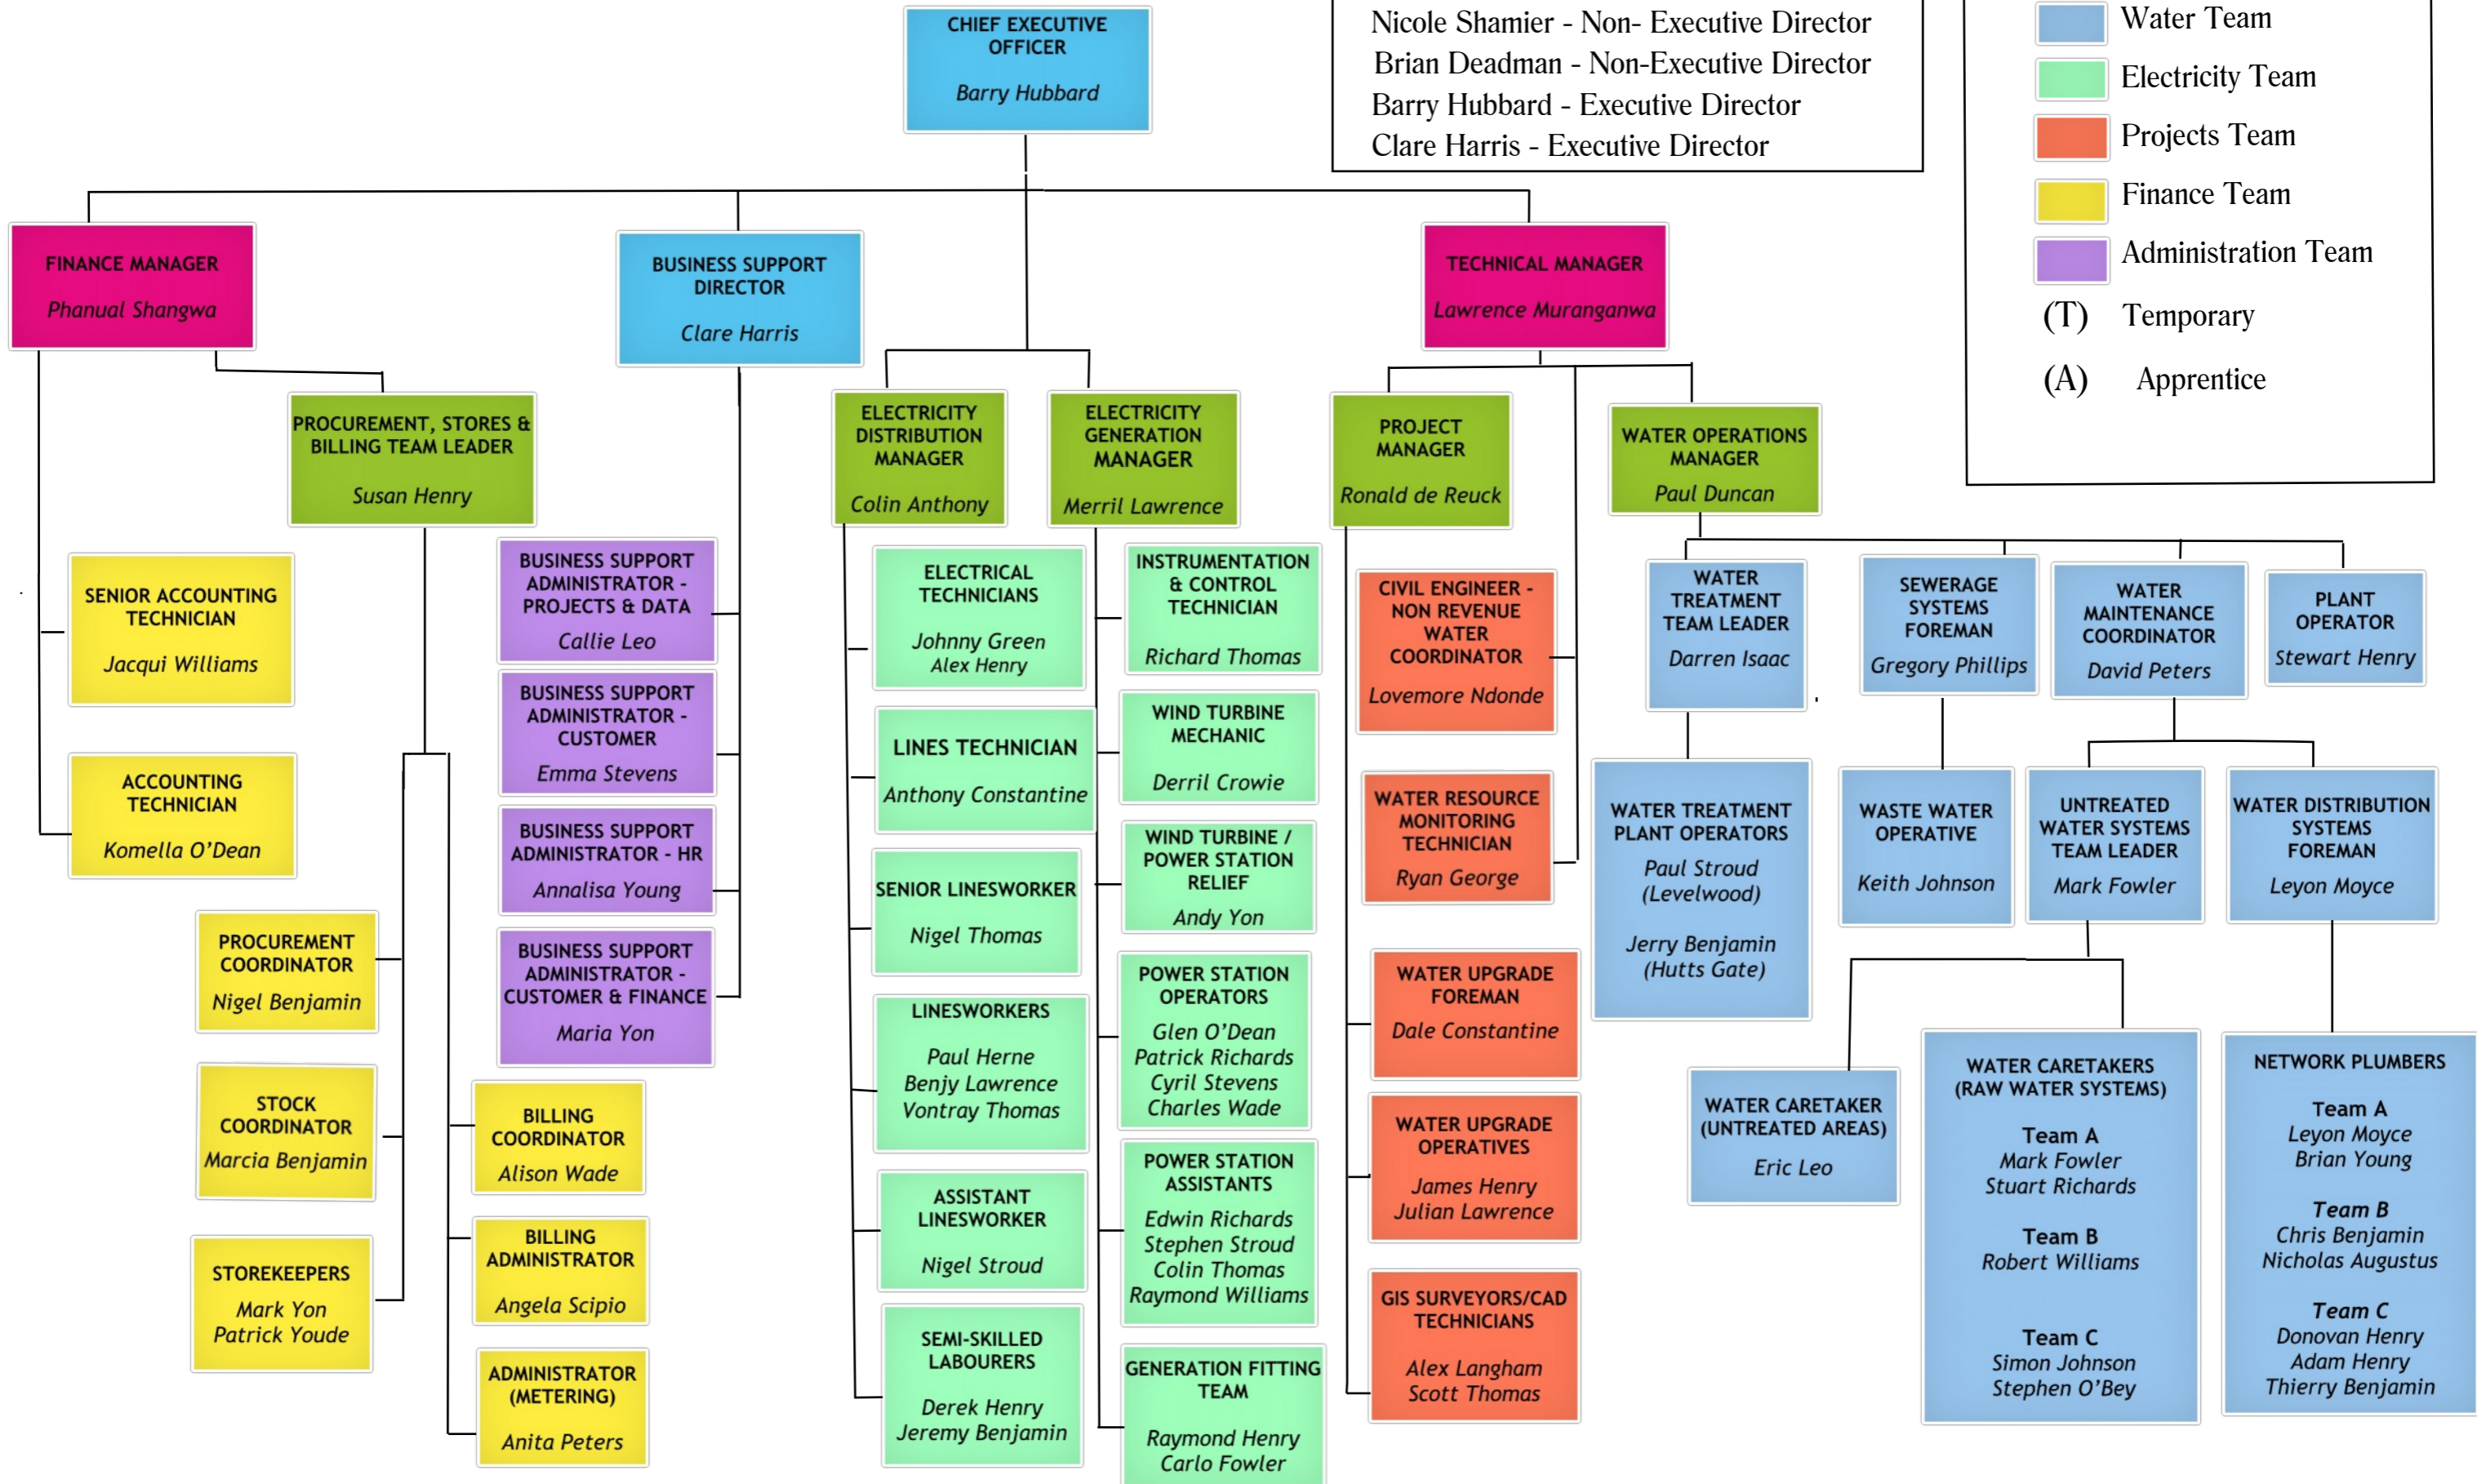 CHIEF EXECUTIVE
OFFICER
Barry Hubbard
Nicole Shamier - Non- Executive Director
Brian Deadman - Non-Executive Director
Barry Hubbard - Executive Director
Clare Harris - Executive Director
Water Team
Electricity Team
Projects Team
Finance Team
Administration Team
(T) Temporary
(A) Apprentice
FINANCE MANAGER
Phanual Shangwa
BUSINESS SUPPORT
DIRECTOR
Clare Harris
TECHNICAL MANAGER
Lawrence Muranganwa
PROCUREMENT, STORES &
BILLING TEAM LEADER
Susan Henry
ELECTRICITY
DISTRIBUTION
MANAGER
Colin Anthony
ELECTRICITY
GENERATION
MANAGER
Merril Lawrence
PROJECT
MANAGER
Ronald de Reuck
WATER OPERATIONS
MANAGER
Paul Duncan
SENIOR ACCOUNTING
TECHNICIAN
Jacqui Williams
ACCOUNTING
TECHNICIAN
Komella O'Dean
PROCUREMENT
COORDINATOR
Nigel Benjamin
STOCK
COORDINATOR
Marcia Benjamin
STOREKEEPERS
Mark Yon
Patrick Youde
BILLING
COORDINATOR
Alison Wade
BILLING
ADMINISTRATOR
Angela Scipio
ADMINISTRATOR
(METERING)
Anita Peters
BUSINESS SUPPORT
ADMINISTRATOR -
PROJECTS & DATA
Callie Leo
BUSINESS SUPPORT
ADMINISTRATOR -
CUSTOMER
Emma Stevens
BUSINESS SUPPORT
ADMINISTRATOR - HR
Annalisa Young
BUSINESS SUPPORT
ADMINISTRATOR -
CUSTOMER & FINANCE
Maria Yon
ELECTRICAL
TECHNICIANS
Johnny Green
Alex Henry
LINES TECHNICIAN
Anthony Constantine
SENIOR LINESWORKER
Nigel Thomas
LINESWORKERS
Paul Herne
Benjy Lawrence
Vontray Thomas
ASSISTANT
LINESWORKER
Nigel Stroud
SEMI-SKILLED
LABOURERS
Derek Henry
Jeremy Benjamin
INSTRUMENTATION
& CONTROL
TECHNICIAN
Richard Thomas
WIND TURBINE
MECHANIC
Derril Crowie
WIND TURBINE /
POWER STATION
RELIEF
Andy Yon
POWER STATION
OPERATORS
Glen O'Dean
Patrick Richards
Cyril Stevens
Charles Wade
POWER STATION
ASSISTANTS
Edwin Richards
Stephen Stroud
Colin Thomas
Raymond Williams
GENERATION FITTING
TEAM
Raymond Henry
Carlo Fowler
CIVIL ENGINEER -
NON REVENUE
WATER
COORDINATOR
Lovemore Ndonde
WATER RESOURCE
MONITORING
TECHNICIAN
Ryan George
WATER UPGRADE
FOREMAN
Dale Constantine
WATER UPGRADE
OPERATIVES
James Henry
Julian Lawrence
GIS SURVEYORS/CAD
TECHNICIANS
Alex Langham
Scott Thomas
WATER
TREATMENT
TEAM LEADER
Darren Isaac
SEWERAGE
SYSTEMS
FOREMAN
Gregory Phillips
WATER
MAINTENANCE
COORDINATOR
David Peters
PLANT
OPERATOR
Stewart Henry
WATER TREATMENT
PLANT OPERATORS
Paul Stroud
(Levelwood)
Jerry Benjamin
(Hutts Gate)
WASTE WATER
OPERATIVE
Keith Johnson
UNTREATED
WATER SYSTEMS
TEAM LEADER
Mark Fowler
WATER DISTRIBUTION
SYSTEMS
FOREMAN
Leyon Moyce
WATER CARETAKER
(UNTREATED AREAS)
Eric Leo
WATER CARETAKERS
(RAW WATER SYSTEMS)
Team A
Mark Fowler
Stuart Richards
Team B
Robert Williams
Team C
Simon Johnson
Stephen O'Bey
NETWORK PLUMBERS
Team A
Leyon Moyce
Brian Young
Team B
Chris Benjamin
Nicholas Augustus
Team C
Donovan Henry
Adam Henry
Thierry Benjamin